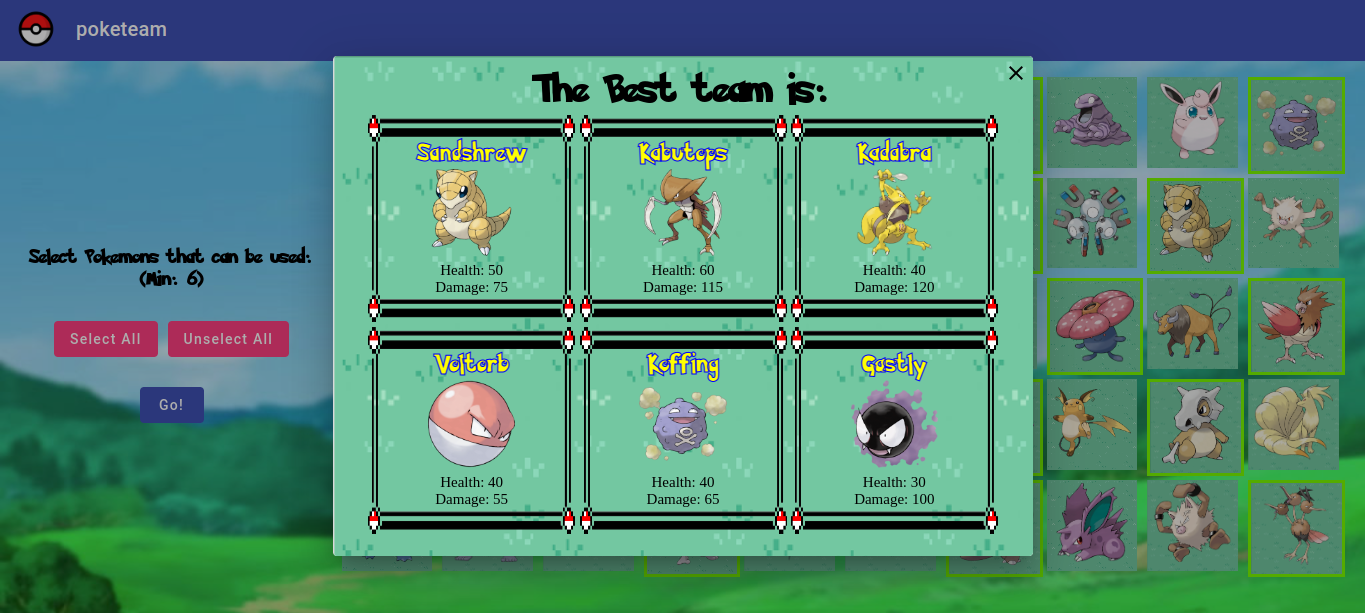 poketeam
The Best team is:
Sandshrew
Kabutops
Kadabra
Health: 50
Damage: 75
Health: 60
Damage: 115
Health: 40
Damage: 120
Voltorb
Koffing
Gastly
Health: 40
Damage: 55
Health: 40
Damage: 65
Health: 30
Damage: 100
Select Pokemons that can be used:
(Min: 6)
Select All
Unselect All
Go!